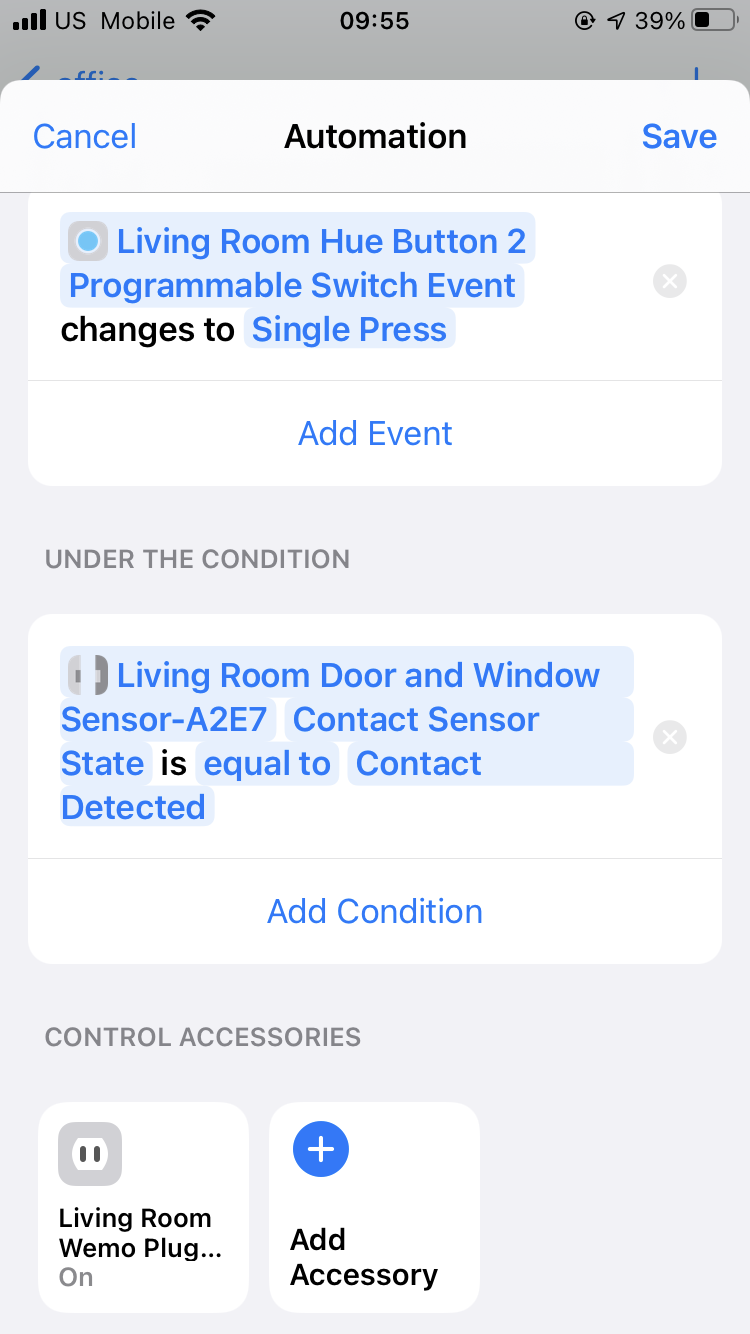 US Mobile 09:55 39%
office
Cancel Automation Save
Living Room Hue Button 2
Programmable Switch Event
changes to Single Press
Add Event
UNDER THE CONDITION
Living Room Door and Window
Sensor-A2E7 Contact Sensor
State is equal to Contact
Detected
Add Condition
CONTROL ACCESSORIES
Living Room
Wemo Plug...
On
Add
Accessory